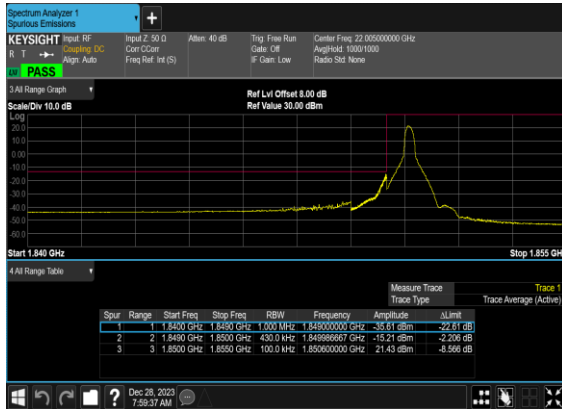 Spectrum Analyzer 1
Spurious Emissions
+
KEYSIGHT Input: RF Input Z: 50 Ω Atten: 40 dB Trig: Free Run Center Freq: 22.005000000 GHz
R T Coupling: DC Corr CCorr Gate: Off Avg|Hold: 1000/1000
Align: Auto Freq Ref: Int (S) IF Gain: Low Radio Std: None
PASS
3 All Range Graph
Ref Lvl Offset 8.00 dB
Scale/Div 10.0 dB Ref Value 30.00 dBm
Log
20.0
10.0
0.00
-10.0
-20.0
-30.0
-40.0
-50.0
-60.0
Start 1.840 GHz Stop 1.855 GH
4 All Range Table
Measure Trace Trace 1
Trace Type Trace Average (Active)
Spur Range Start Freq Stop Freq RBW Frequency Amplitude ΔLimit
1 1 1.8400 GHz 1.8490 GHz 1.000 MHz 1.849000000 GHz -35.61 dBm -22.61 dB
2 2 1.8490 GHz 1.8500 GHz 430.0 kHz 1.849986667 GHz -15.21 dBm -2.206 dB
3 3 1.8500 GHz 1.8550 GHz 100.0 kHz 1.850600000 GHz 21.43 dBm -8.566 dB
? Dec 28, 2023
7:59:37 AM